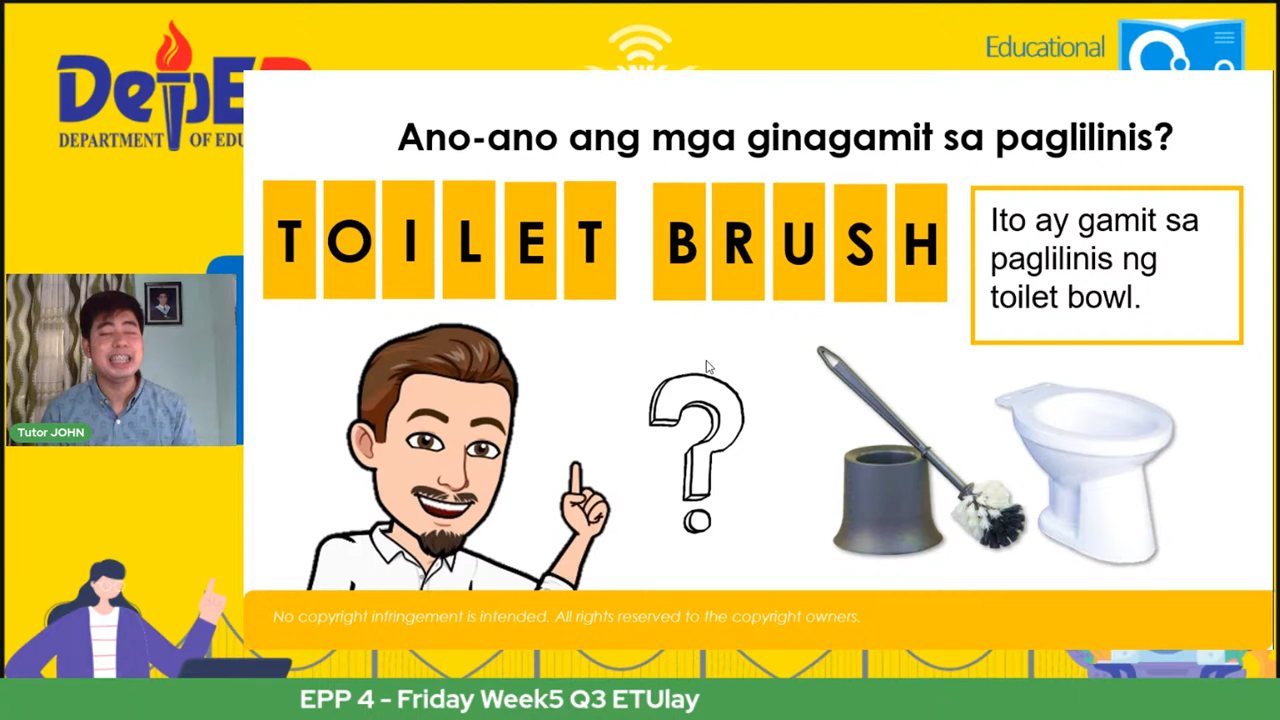 DepED
DEPARTMENT OF EDU
Educational
Ano-ano ang mga ginagamit sa paglilinis?
TOILET BRUSH
Ito ay gamit sa
paglilinis ng
toilet bowl.
Tutor JOHN
No copyright infringement is intended. All rights reserved to the copyright owners.
EPP 4 - Friday Week5 Q3 ETUlay